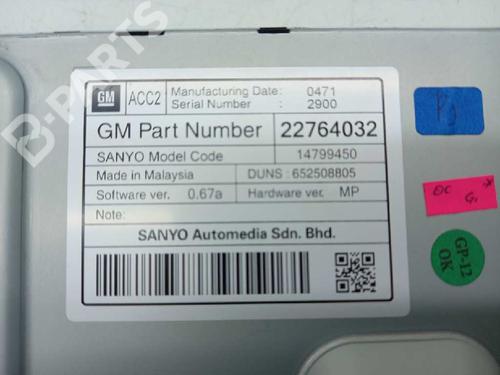 B-PARTS
GM ACC2 Manufacturing Date: 0471
Serial Number : 2900
GM Part Number 22764032
SANYO Model Code 14799450
Made in Malaysia DUNS : 652508805
Software ver. 0.67a Hardware ver. MP
Note:
SANYO Automedia Sdn. Bhd.
GP-12
OK